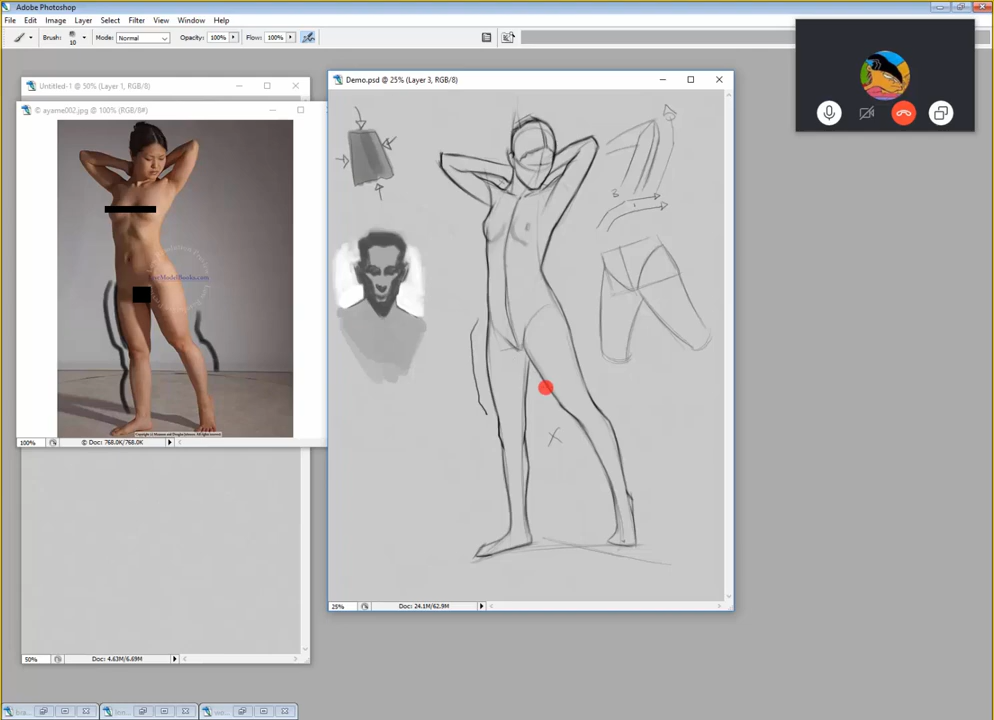 Adobe Photoshop
File Edit Image Layer Select Filter View Window Help
Brush: 10 Mode: Normal Opacity: 100% Flow: 100%
Untitled-1 @ 50% (Layer 1, RGB/8)
© ayame002.jpg @ 100% (RGB/8#)
Demo.psd @ 25% (Layer 3, RGB/8)
3
100% © Doc: 768.0K/768.0K
25% Doc: 24.1M/62.9M
50% Doc: 4.63M/6.69M